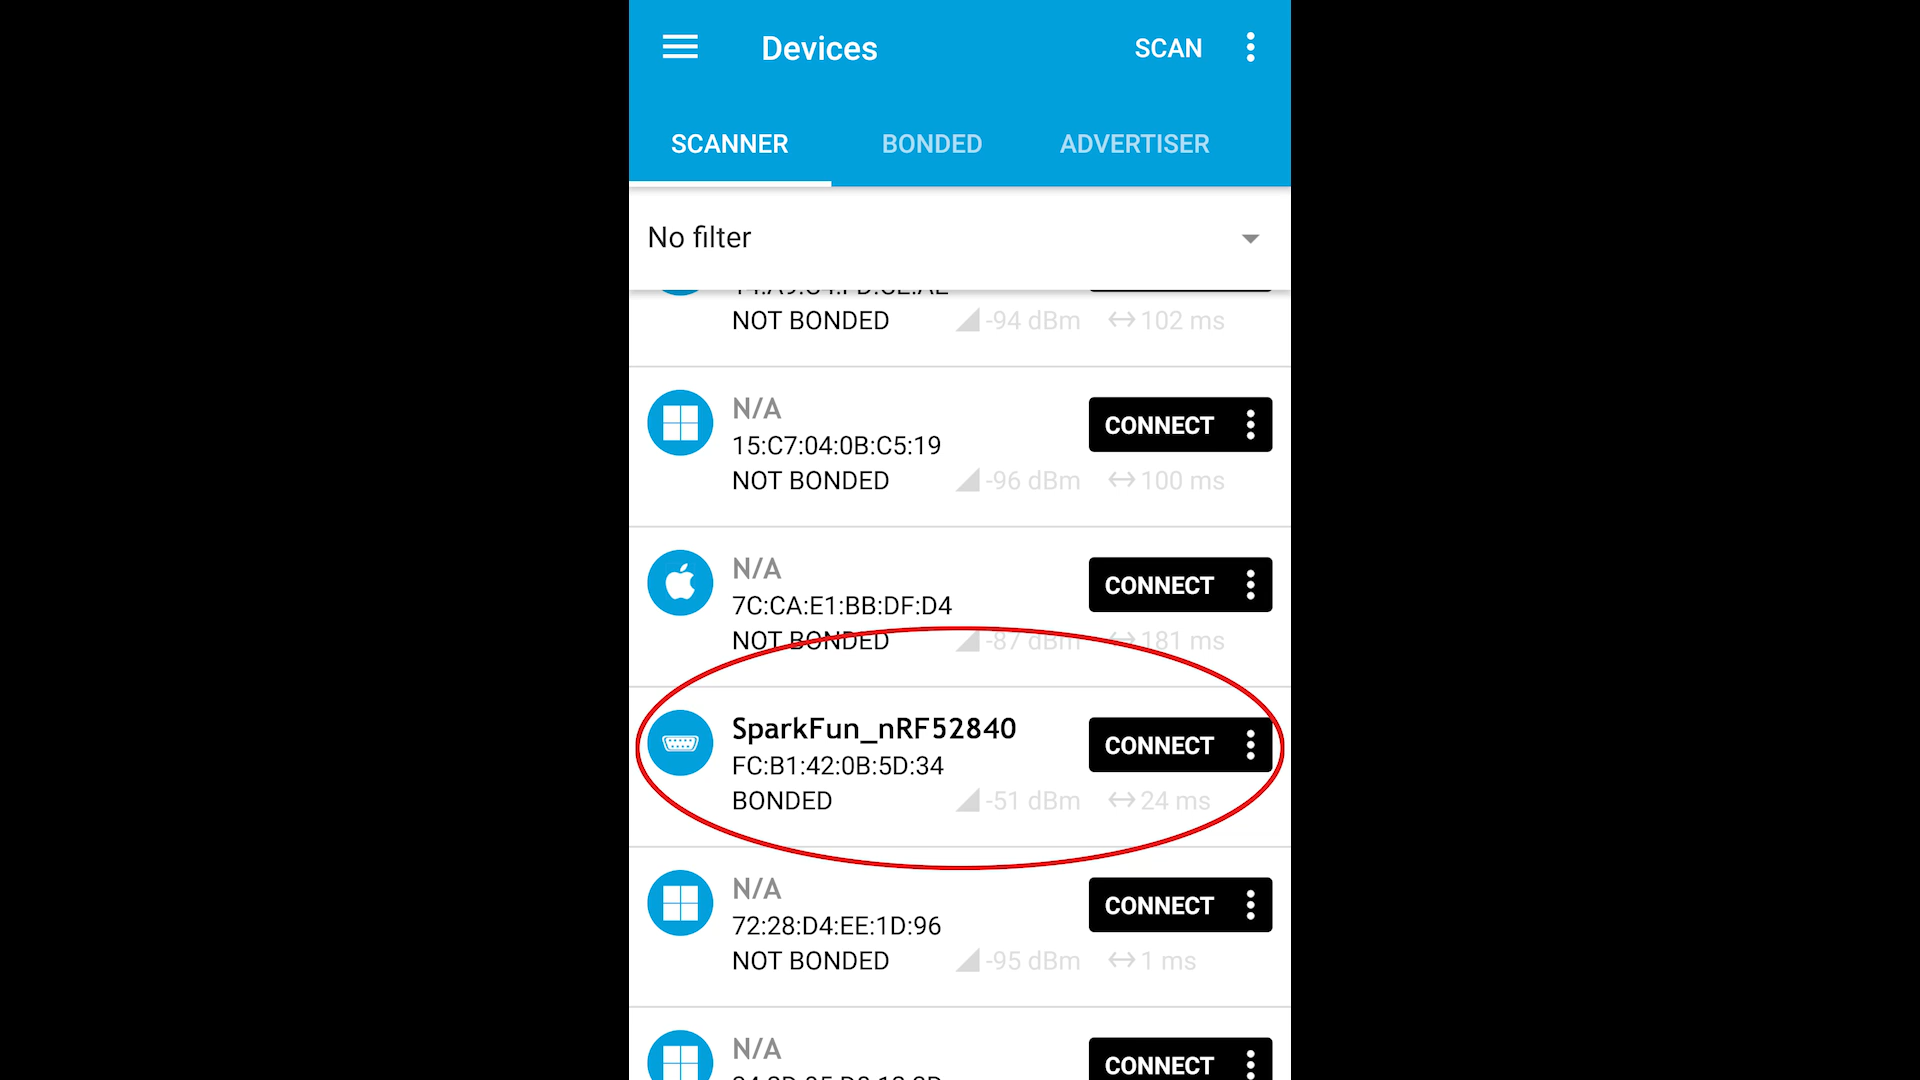 Devices
SCAN
SCANNER
BONDED
ADVERTISER
No filter
NOT BONDED
-94 dBm
102 ms
N/A
CONNECT
15:C7:04:0B:C5:19
NOT BONDED
-96 dBm
100 ms
N/A
CONNECT
7C:CA:E1:BB:DF:D4
NOT BONDED
-87 dBm
181 ms
SparkFun_nRF52840
CONNECT
FC:B1:42:0B:5D:34
BONDED
-51 dBm
24 ms
N/A
CONNECT
72:28:D4:EE:1D:96
NOT BONDED
-95 dBm
1 ms
N/A
CONNECT